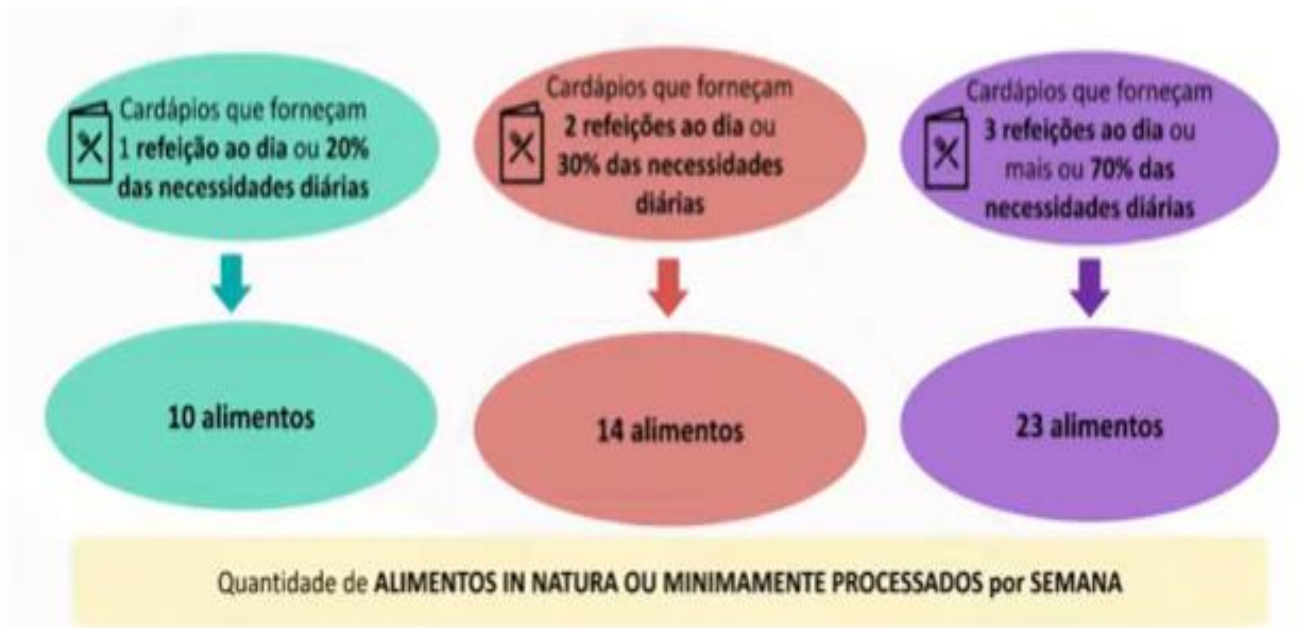 Cardápios que forneçam
1 refeição ao dia ou 20%
das necessidades diárias
Cardápios que forneçam
2 refeições ao dia ou
30% das necessidades
diárias
Cardápios que forneçam
3 refeições ao dia ou
mais ou 70% das
necessidades diárias
10 alimentos
14 alimentos
23 alimentos
Quantidade de ALIMENTOS IN NATURA OU MINIMAMENTE PROCESSADOS por SEMANA